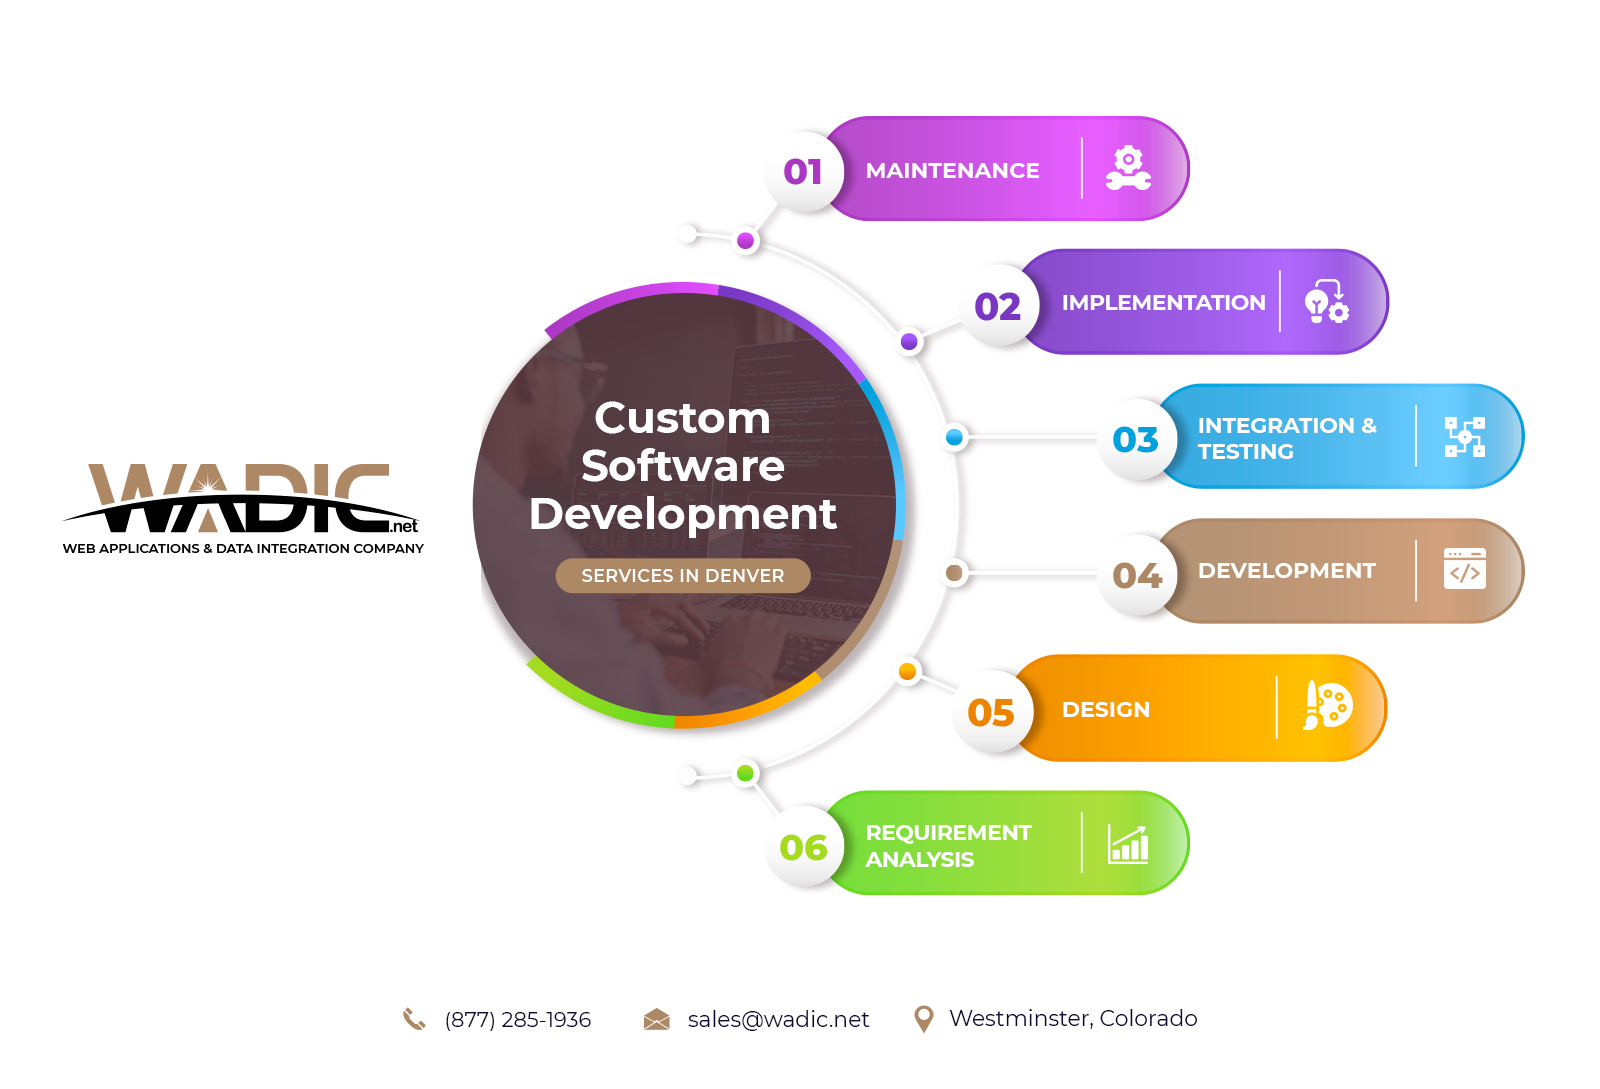 WADIC
.net
WEB APPLICATIONS & DATA INTEGRATION COMPANY
Custom
Software
Development
SERVICES IN DENVER
01
MAINTENANCE
02
IMPLEMENTATION
03
INTEGRATION &
TESTING
04
DEVELOPMENT
05
DESIGN
06
REQUIREMENT
ANALYSIS
(877) 285-1936
sales@wadic.net
Westminster, Colorado